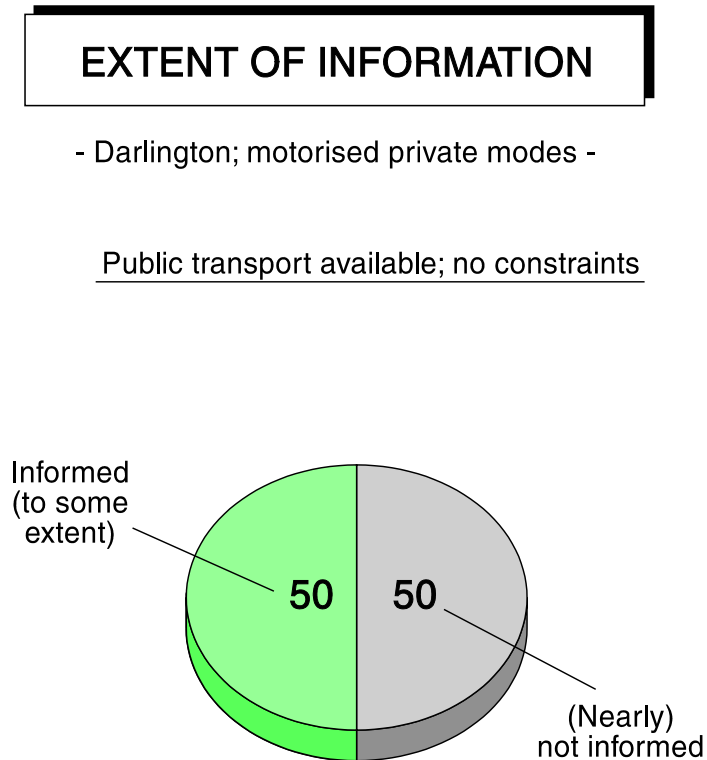 EXTENT OF INFORMATION
- Darlington; motorised private modes -
Public transport available; no constraints
Informed
(to some
extent)
50
50
(Nearly)
not informed